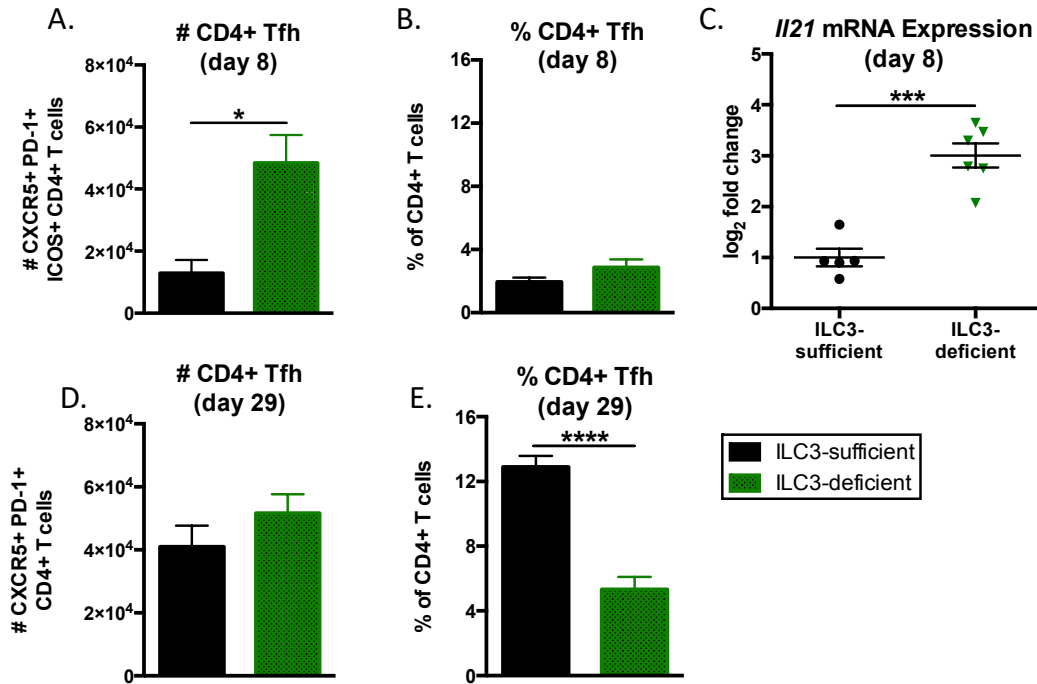 A.
# CD4+ Tfh
(day 8)
# CXCR5+ PD-1+
ICOS+ CD4+ T cells
8×10⁴
6×10⁴
4×10⁴
2×10⁴
0
*
B.
% CD4+ Tfh
(day 8)
% of CD4+ T cells
16
12
8
4
0
C.
Il21 mRNA Expression
(day 8)
log₂ fold change
5
4
3
2
1
0
***
ILC3-
sufficient
ILC3-
deficient
D.
# CD4+ Tfh
(day 29)
# CXCR5+ PD-1+
CD4+ T cells
8×10⁴
6×10⁴
4×10⁴
2×10⁴
0
E.
% CD4+ Tfh
(day 29)
% of CD4+ T cells
16
12
8
4
0
****
ILC3-sufficient
ILC3-deficient